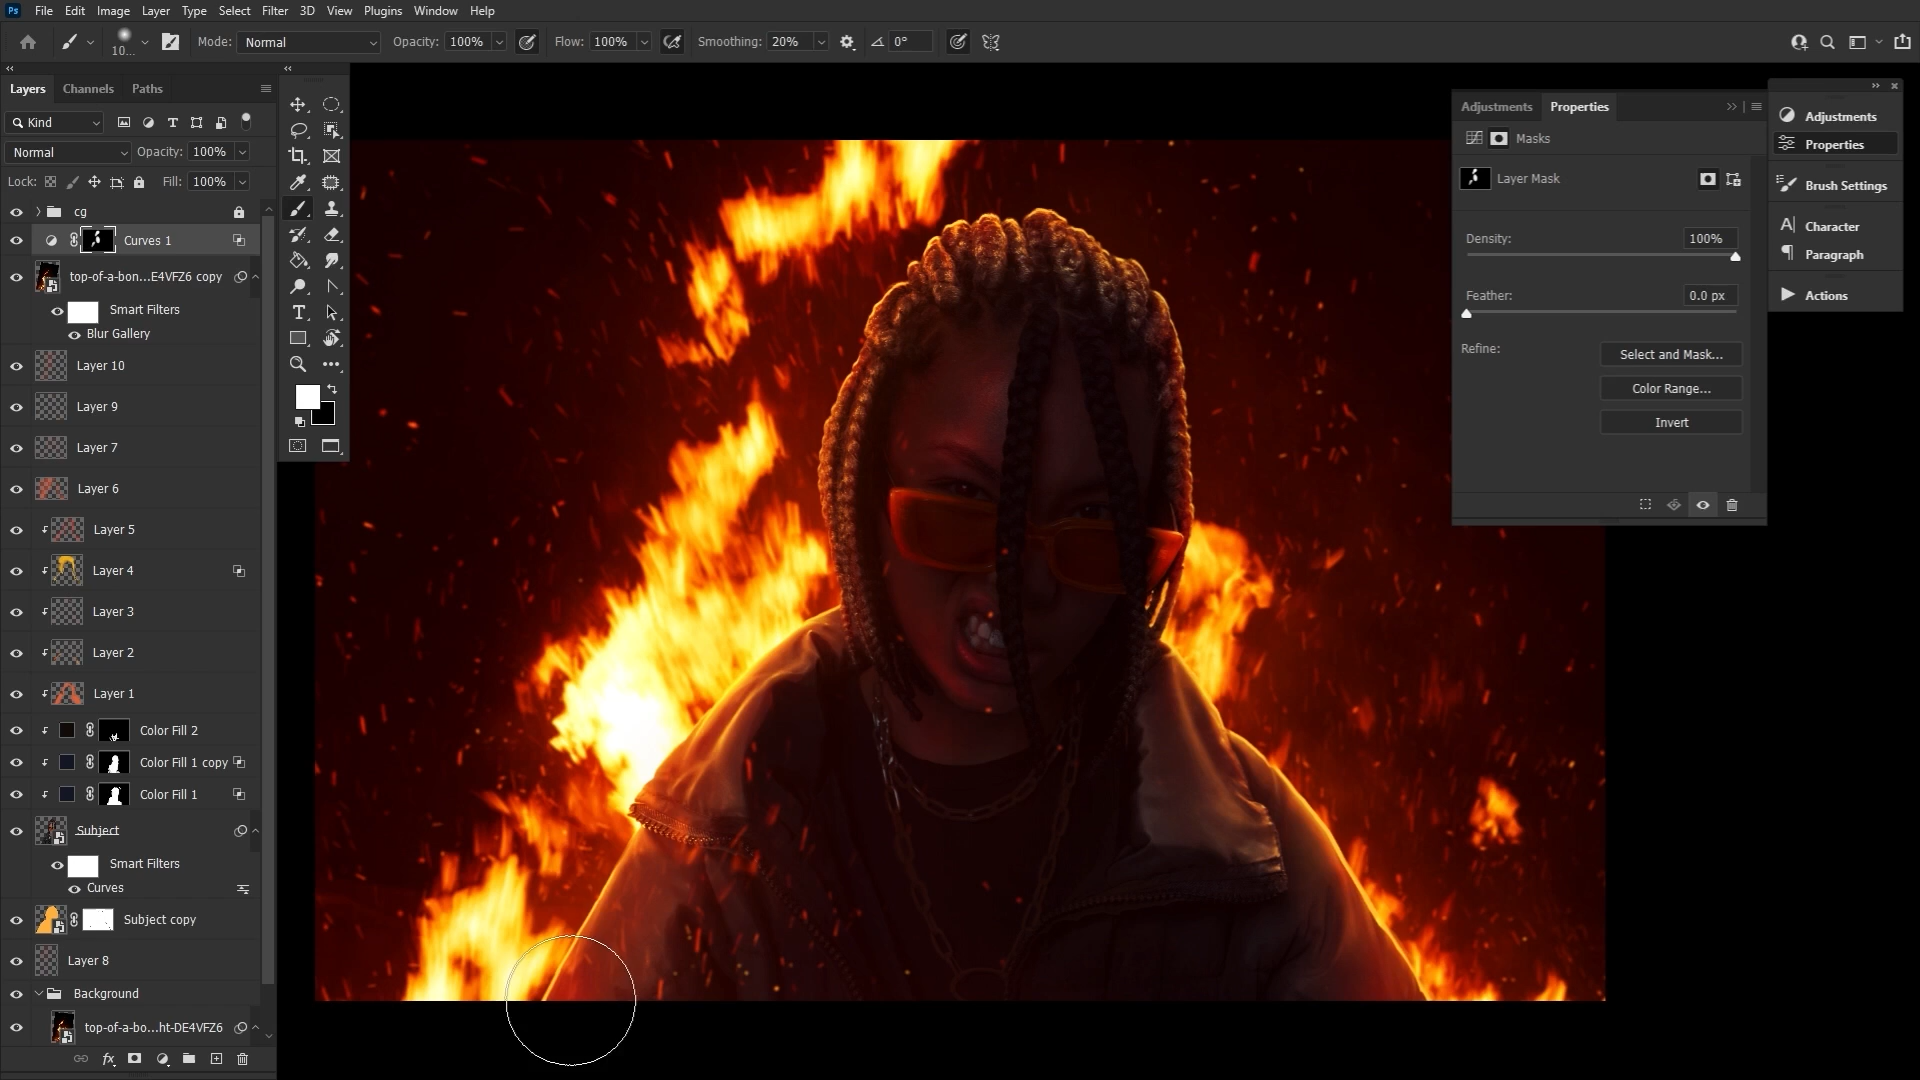 Ps File Edit Image Layer Type Select Filter 3D View Plugins Window Help
10... Mode: Normal Opacity: 100% Flow: 100% Smoothing: 20% 0°
Layers Channels Paths
Kind
Normal Opacity: 100%
Lock: Fill: 100%
cg
Curves 1
top-of-a-bon...E4VFZ6 copy
Smart Filters
Blur Gallery
Layer 10
Layer 9
Layer 7
Layer 6
Layer 5
Layer 4
Layer 3
Layer 2
Layer 1
Color Fill 2
Color Fill 1 copy
Color Fill 1
Subject
Smart Filters
Curves
Subject copy
Layer 8
Background
top-of-a-bo...ht-DE4VFZ6
fx
Adjustments Properties
Masks
Layer Mask
Density: 100%
Feather: 0.0 px
Refine: Select and Mask...
Color Range...
Invert
Adjustments
Properties
Brush Settings
Character
Paragraph
Actions